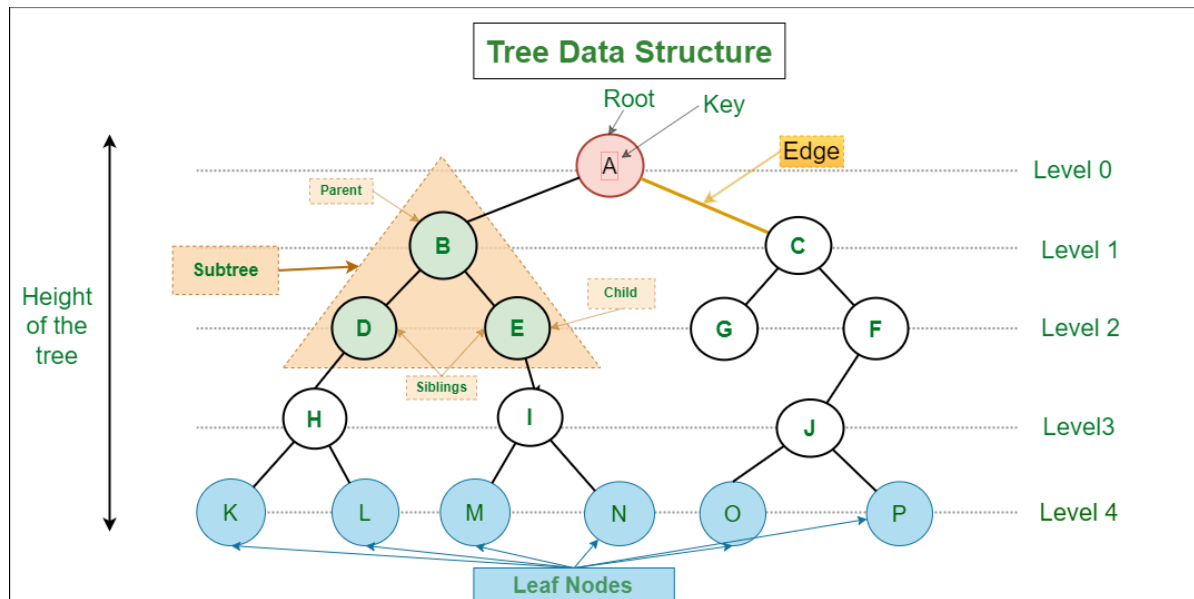 Tree Data Structure
Root
Key
A
Edge
Level 0
Parent
B
C
Level 1
Subtree
Height
of the
tree
Child
D
E
G
F
Level 2
Siblings
H
I
J
Level3
K
L
M
N
O
P
Level 4
Leaf Nodes